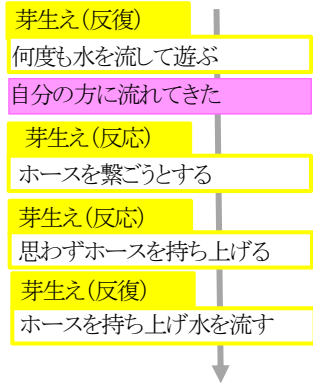 芽生え(反復)
何度も水を流して遊ぶ
自分の方に流れてきた
芽生え(反応)
ホースを繋ごうとする
芽生え(反応)
思わずホースを持ち上げる
芽生え(反復)
ホースを持ち上げ水を流す